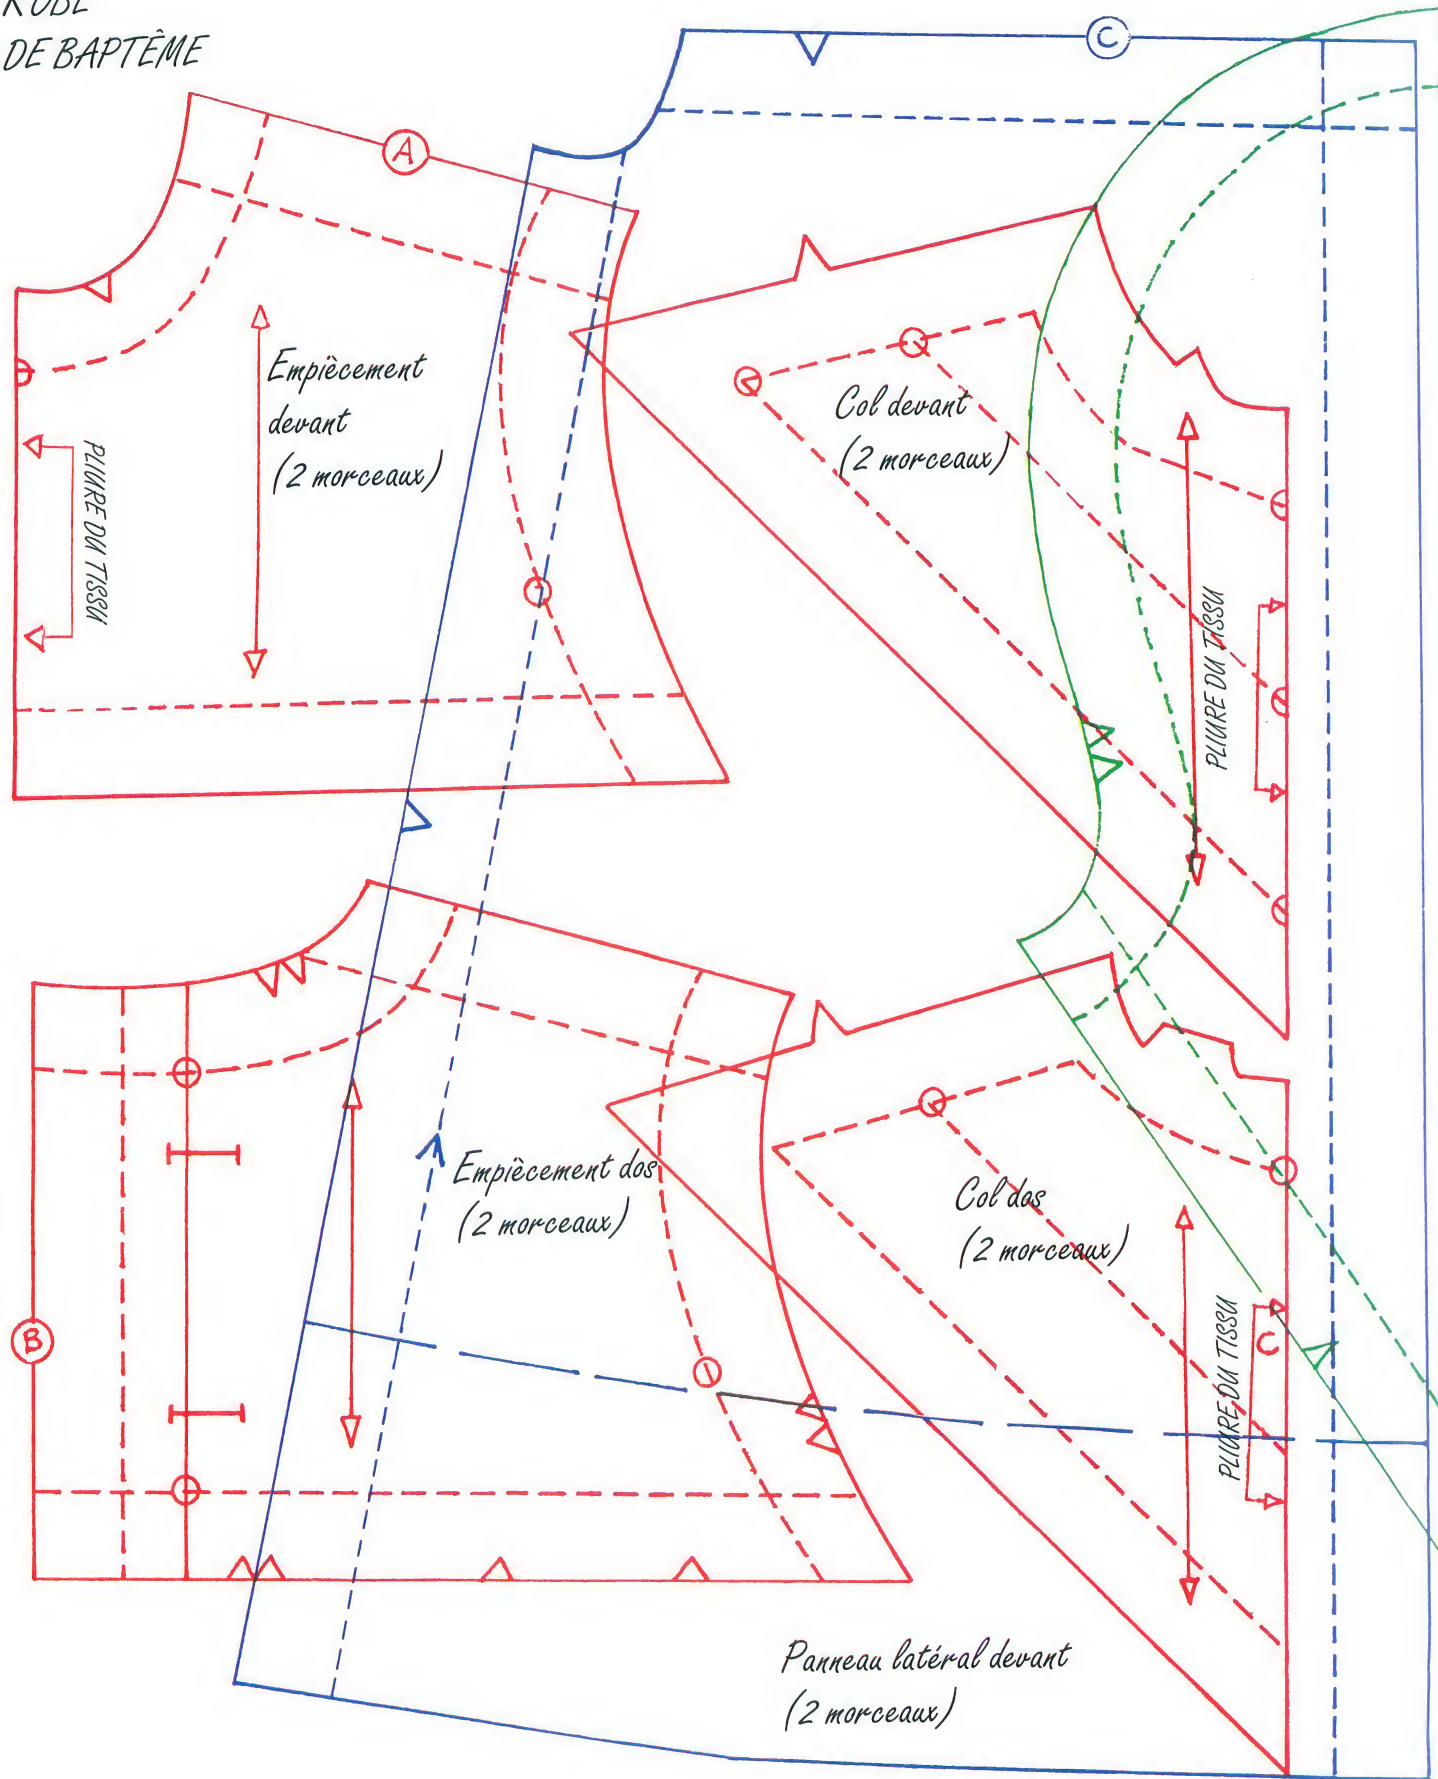 ROBE
DE BAPTÊME
A
C
Empiècement
devant
(2 morceaux)
PLIURE DU TISSU
Col devant
(2 morceaux)
PLIURE DU TISSU
B
Empiècement dos
(2 morceaux)
Col dos
(2 morceaux)
PLIURE DU TISSU
C
Panneau latéral devant
(2 morceaux)